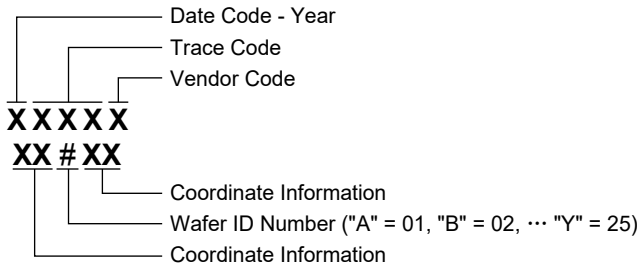 Date Code - Year
Trace Code
Vendor Code
X X X X X
XX # XX
Coordinate Information
Wafer ID Number ("A" = 01, "B" = 02, ··· "Y" = 25)
Coordinate Information